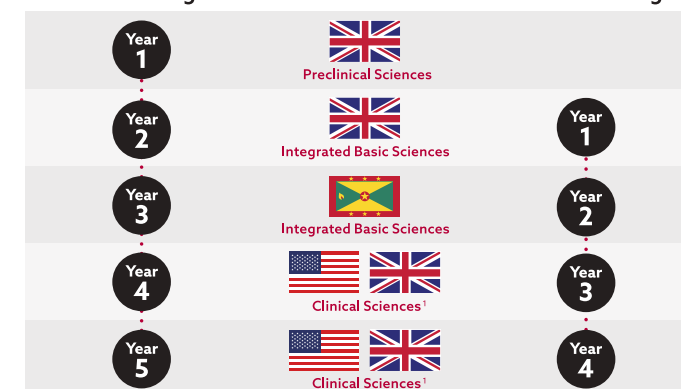 Year
1
Preclinical Sciences
Year
2
Integrated Basic Sciences
Year
1
Year
3
Integrated Basic Sciences
Year
2
Year
4
Clinical Sciences¹
Year
3
Year
5
Clinical Sciences¹
Year
4